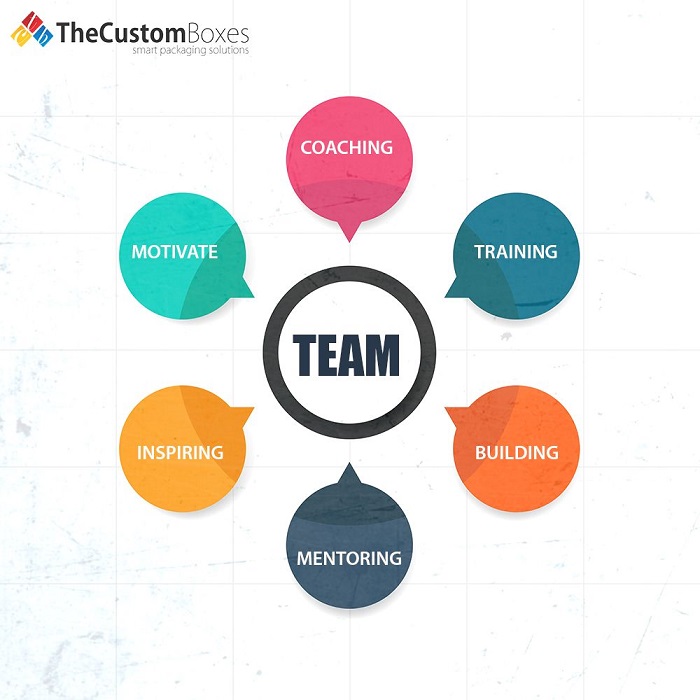 TheCustomBoxes
smart packaging solutions
COACHING
MOTIVATE
TRAINING
TEAM
INSPIRING
BUILDING
MENTORING